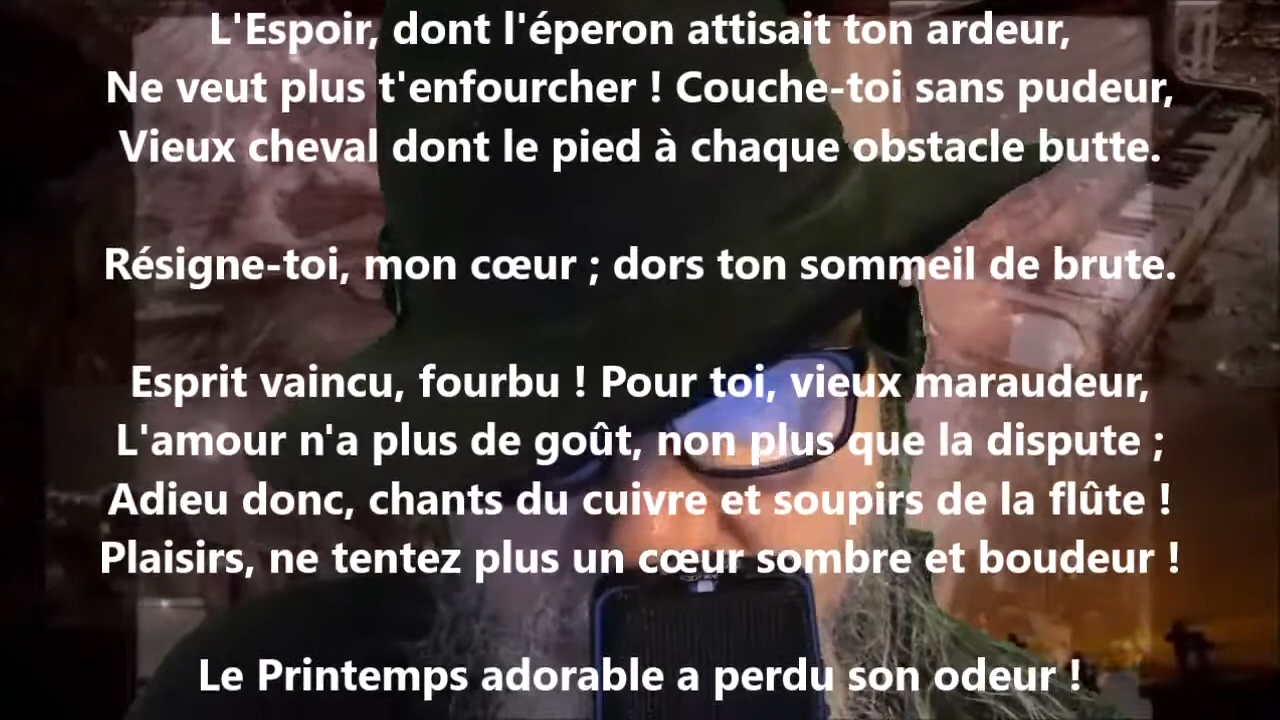 L'Espoir, dont l'éperon attisait ton ardeur,
Ne veut plus t'enfourcher ! Couche-toi sans pudeur,
Vieux cheval dont le pied à chaque obstacle butte.
Résigne-toi, mon cœur ; dors ton sommeil de brute.
Esprit vaincu, fourbu ! Pour toi, vieux maraudeur,
L'amour n'a plus de goût, non plus que la dispute ;
Adieu donc, chants du cuivre et soupirs de la flûte !
Plaisirs, ne tentez plus un cœur sombre et boudeur !
Le Printemps adorable a perdu son odeur !